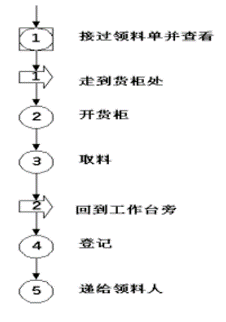 1 接过领料单并查看
1 走到货柜处
2 开货柜
3 取料
2 回到工作台旁
4 登记
5 递给领料人